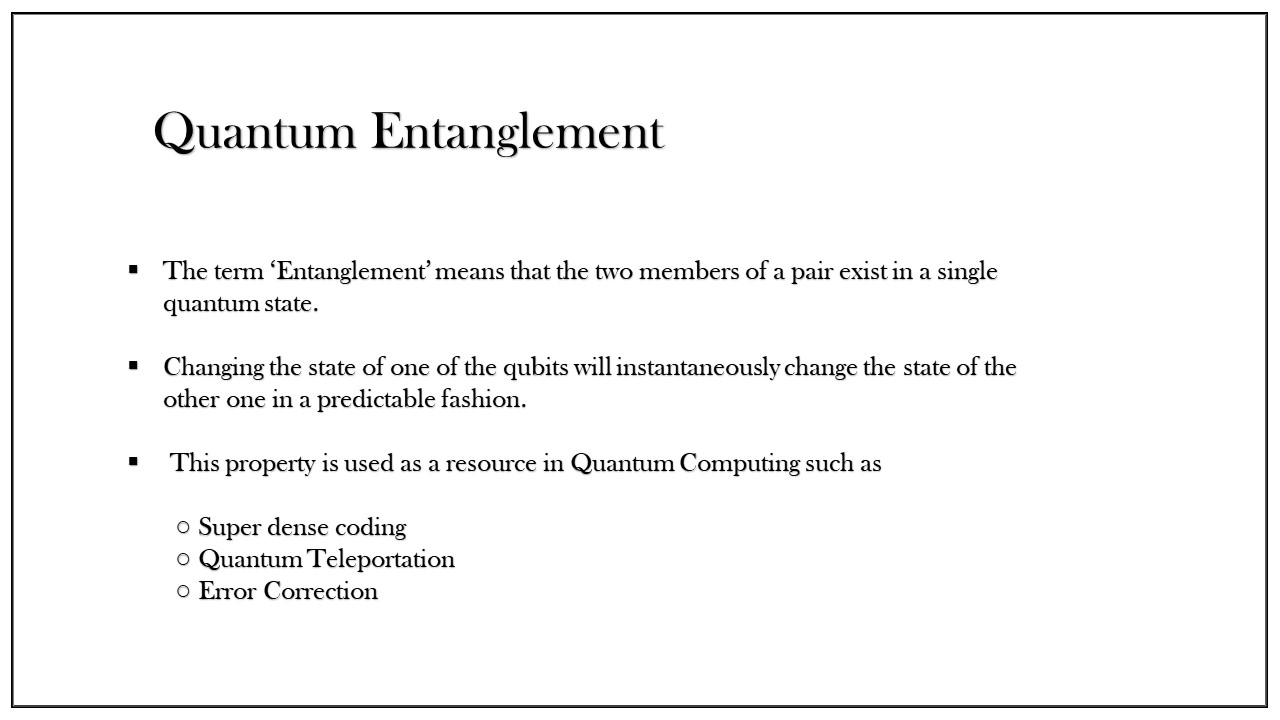 Quantum Entanglement
▪ The term ‘Entanglement’ means that the two members of a pair exist in a single
quantum state.
▪ Changing the state of one of the qubits will instantaneously change the state of the
other one in a predictable fashion.
▪ This property is used as a resource in Quantum Computing such as
○ Super dense coding
○ Quantum Teleportation
○ Error Correction